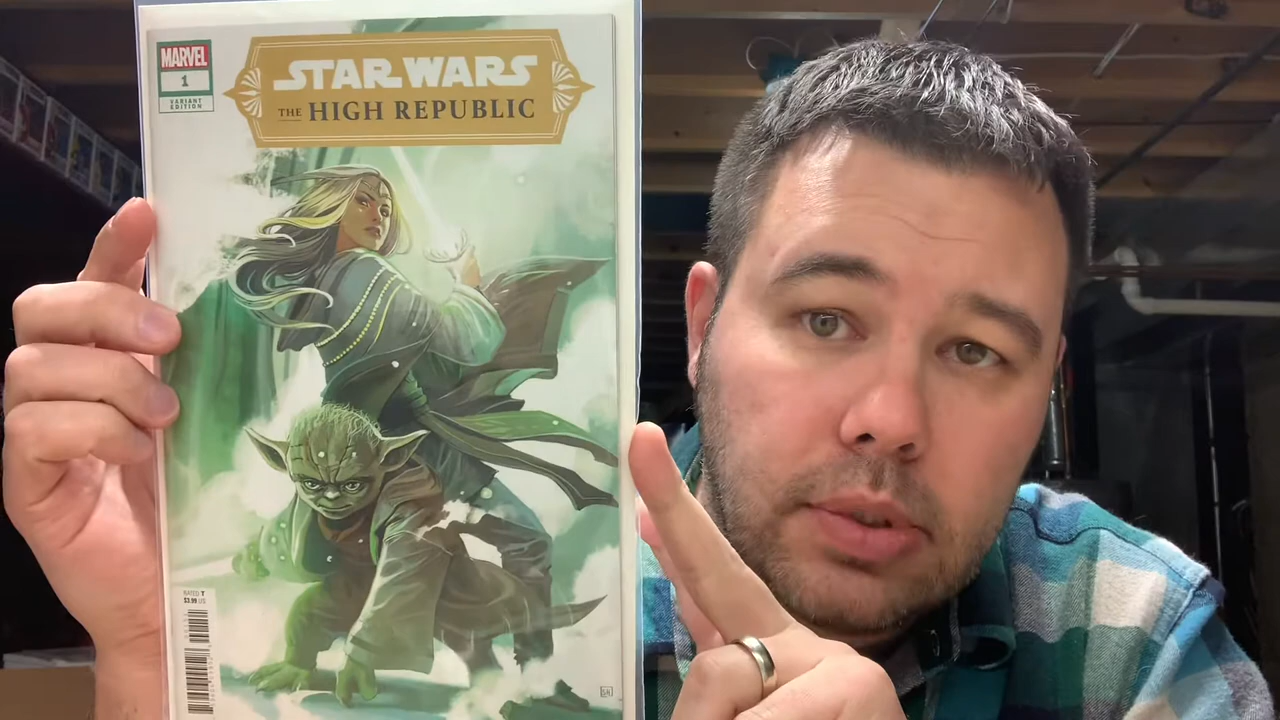 MARVEL
1
VARIANT
EDITION
STAR WARS
THE HIGH REPUBLIC
RATED T
$3.99 US